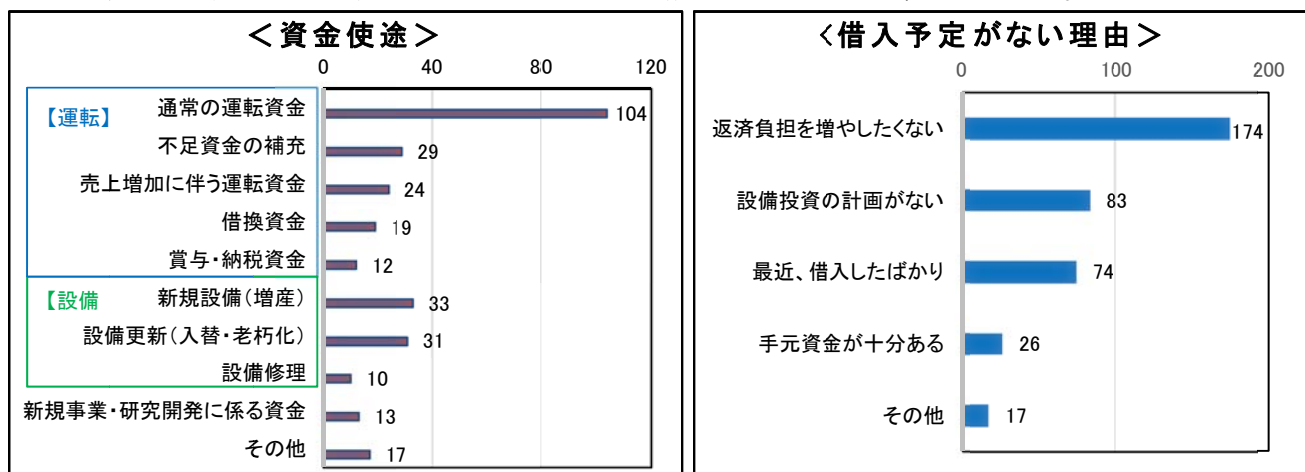 ＜資金使途＞
0 40 80 120
【運転】 通常の運転資金 104
不足資金の補充 29
売上増加に伴う運転資金 24
借換資金 19
賞与・納税資金 12
【設備 新規設備（増産） 33
設備更新（入替・老朽化） 31
設備修理 10
新規事業・研究開発に係る資金 13
その他 17
＜借入予定がない理由＞
0 100 200
返済負担を増やしたくない 174
設備投資の計画がない 83
最近、借入したばかり 74
手元資金が十分ある 26
その他 17